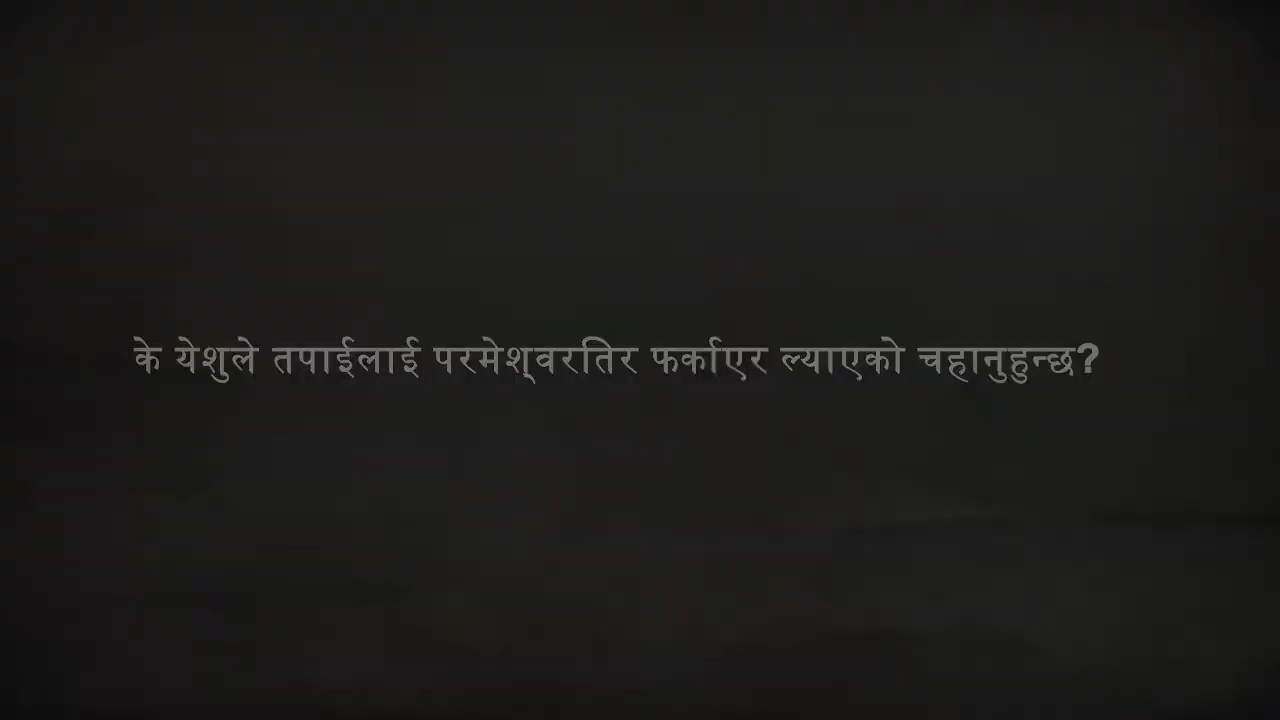 के येशुले तपाईलाई परमेश्वरतिर फर्काएर ल्याएको चहानुहुन्छ?